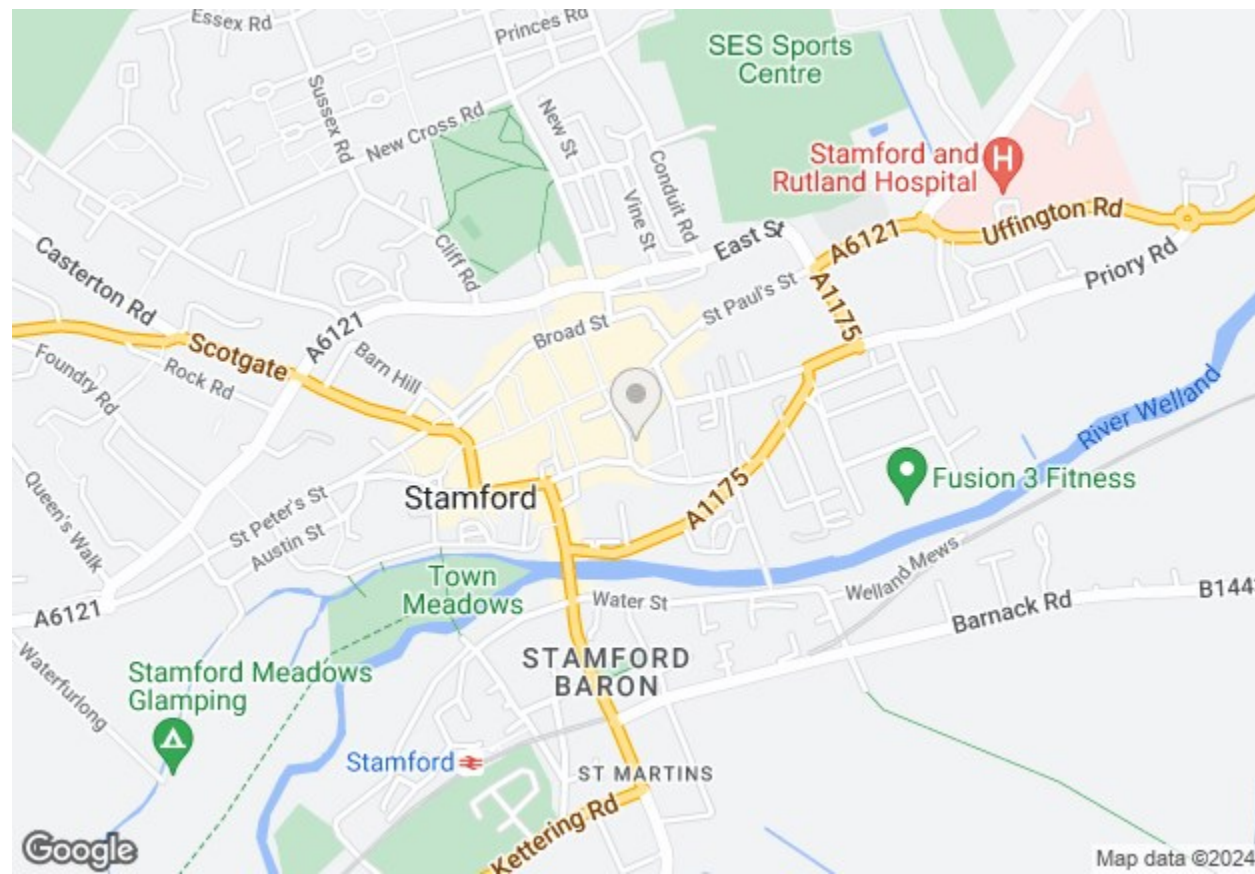 Essex Rd
Princes Rd
SES Sports
Centre
Sussex Rd
New Cross Rd
New St
Conduit Rd
Vine St
Stamford and
Rutland Hospital
H
Uffington Rd
A6121
East St
Priory Rd
Cliff Rd
Casterton Rd
St Paul's St
A1175
A6121
Broad St
Scotgate
Barn Hill
Rock Rd
Foundry Rd
River Welland
Fusion 3 Fitness
Stamford
A1175
Queen's Walk
St Peter's St
Austin St
Town
Meadows
Welland Mews
Water St
A6121
Barnack Rd
B144
STAMFORD
BARON
Waterfurlong
Stamford Meadows
Glamping
Stamford
ST MARTINS
Kettering Rd
Google
Map data ©2024